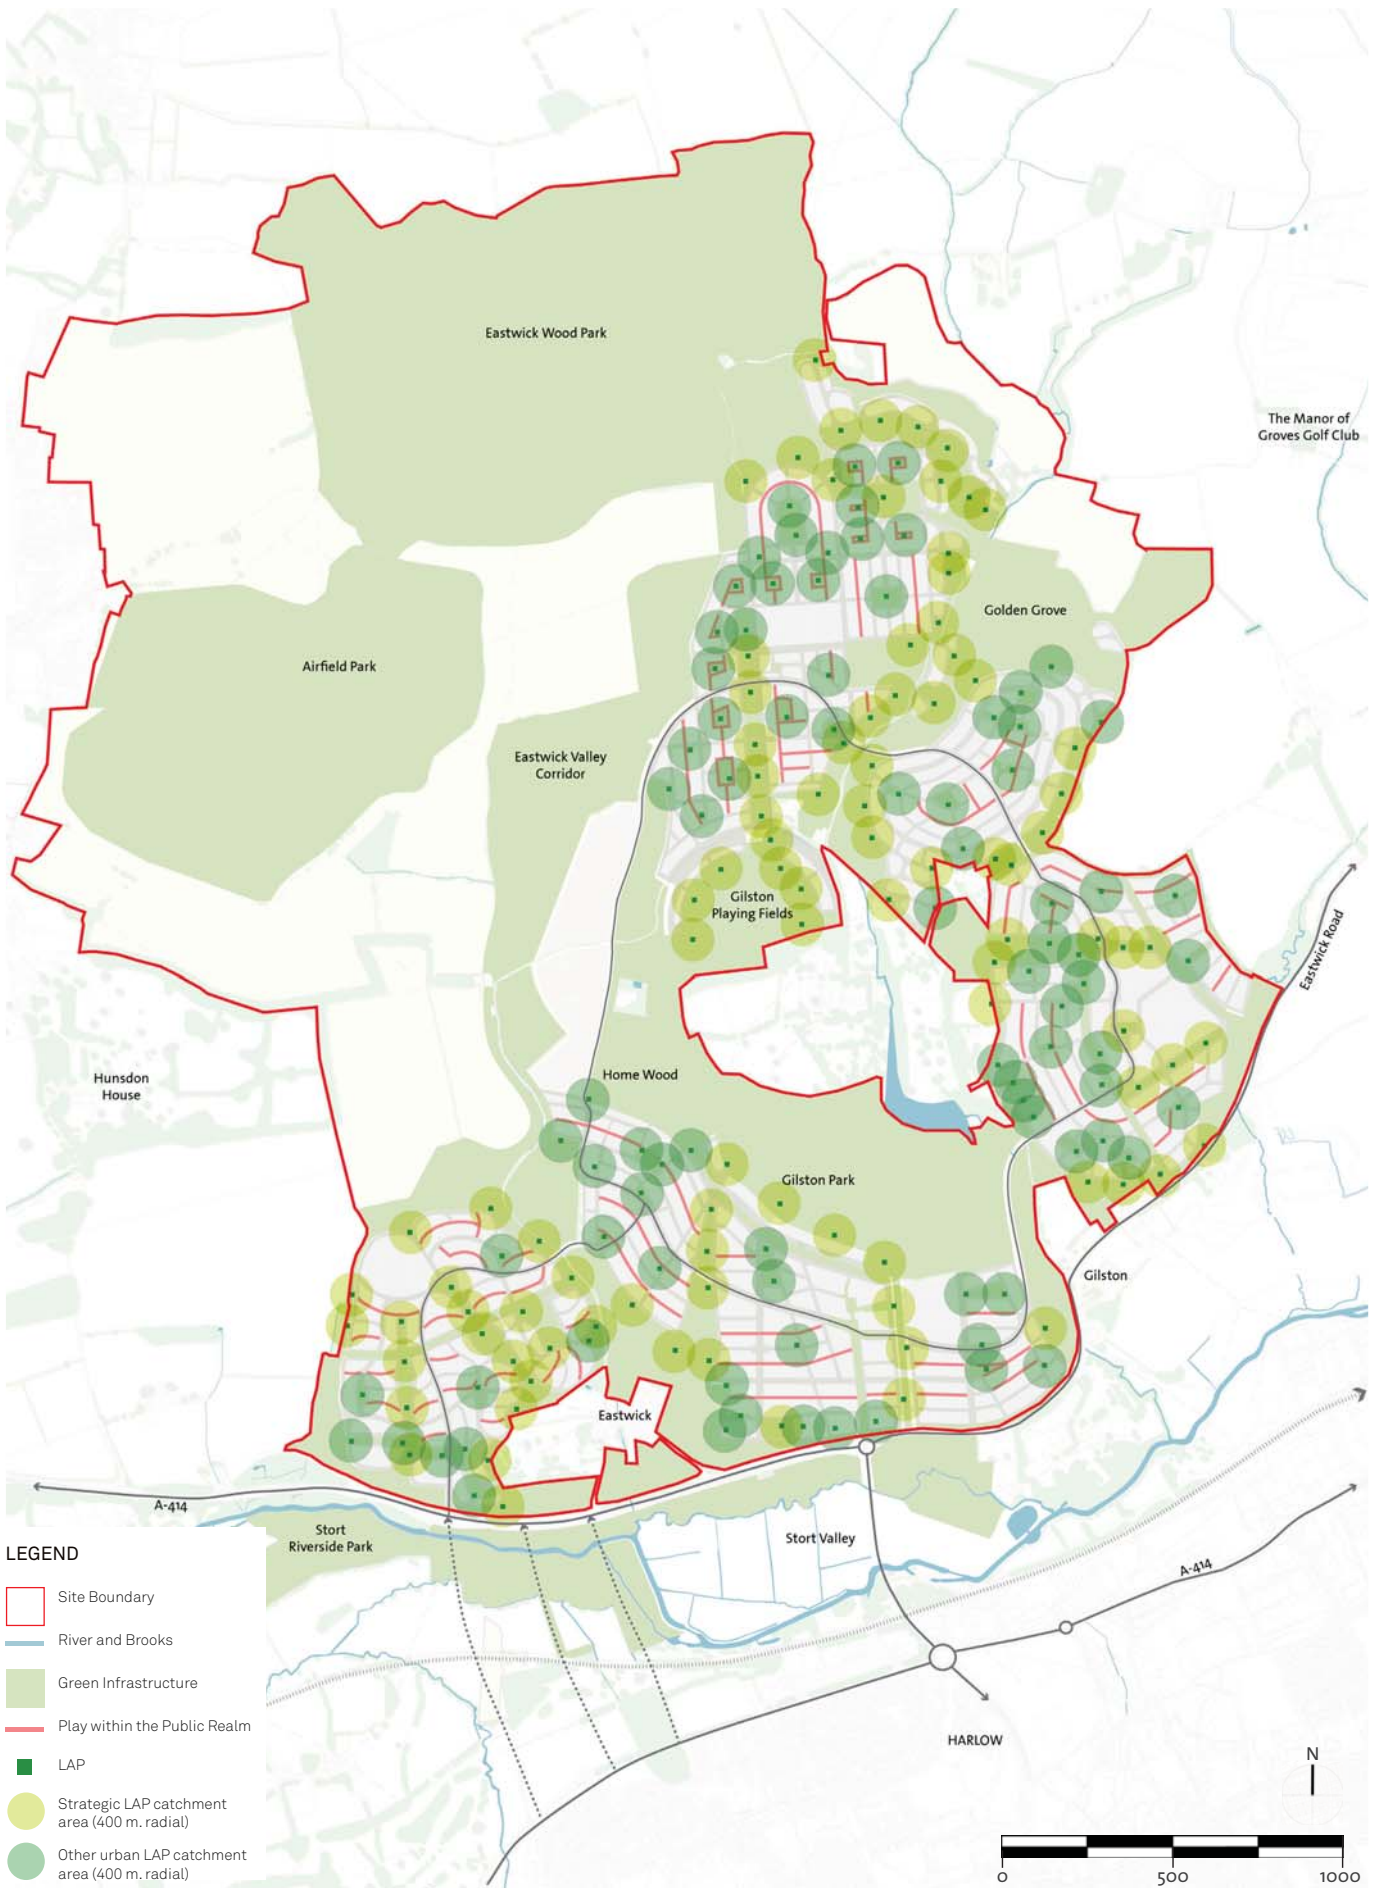 Eastwick Wood Park
The Manor of
Groves Golf Club
Golden Grove
Airfield Park
Eastwick Valley
Corridor
Gilston
Playing Fields
Eastwick Road
Hunsdon
House
Home Wood
Gilston Park
Gilston
Eastwick
A-414
Stort
Riverside Park
Stort Valley
A-414
HARLOW
LEGEND
Site Boundary
River and Brooks
Green Infrastructure
Play within the Public Realm
LAP
Strategic LAP catchment
area (400 m. radial)
Other urban LAP catchment
area (400 m. radial)
N
0 500 1000